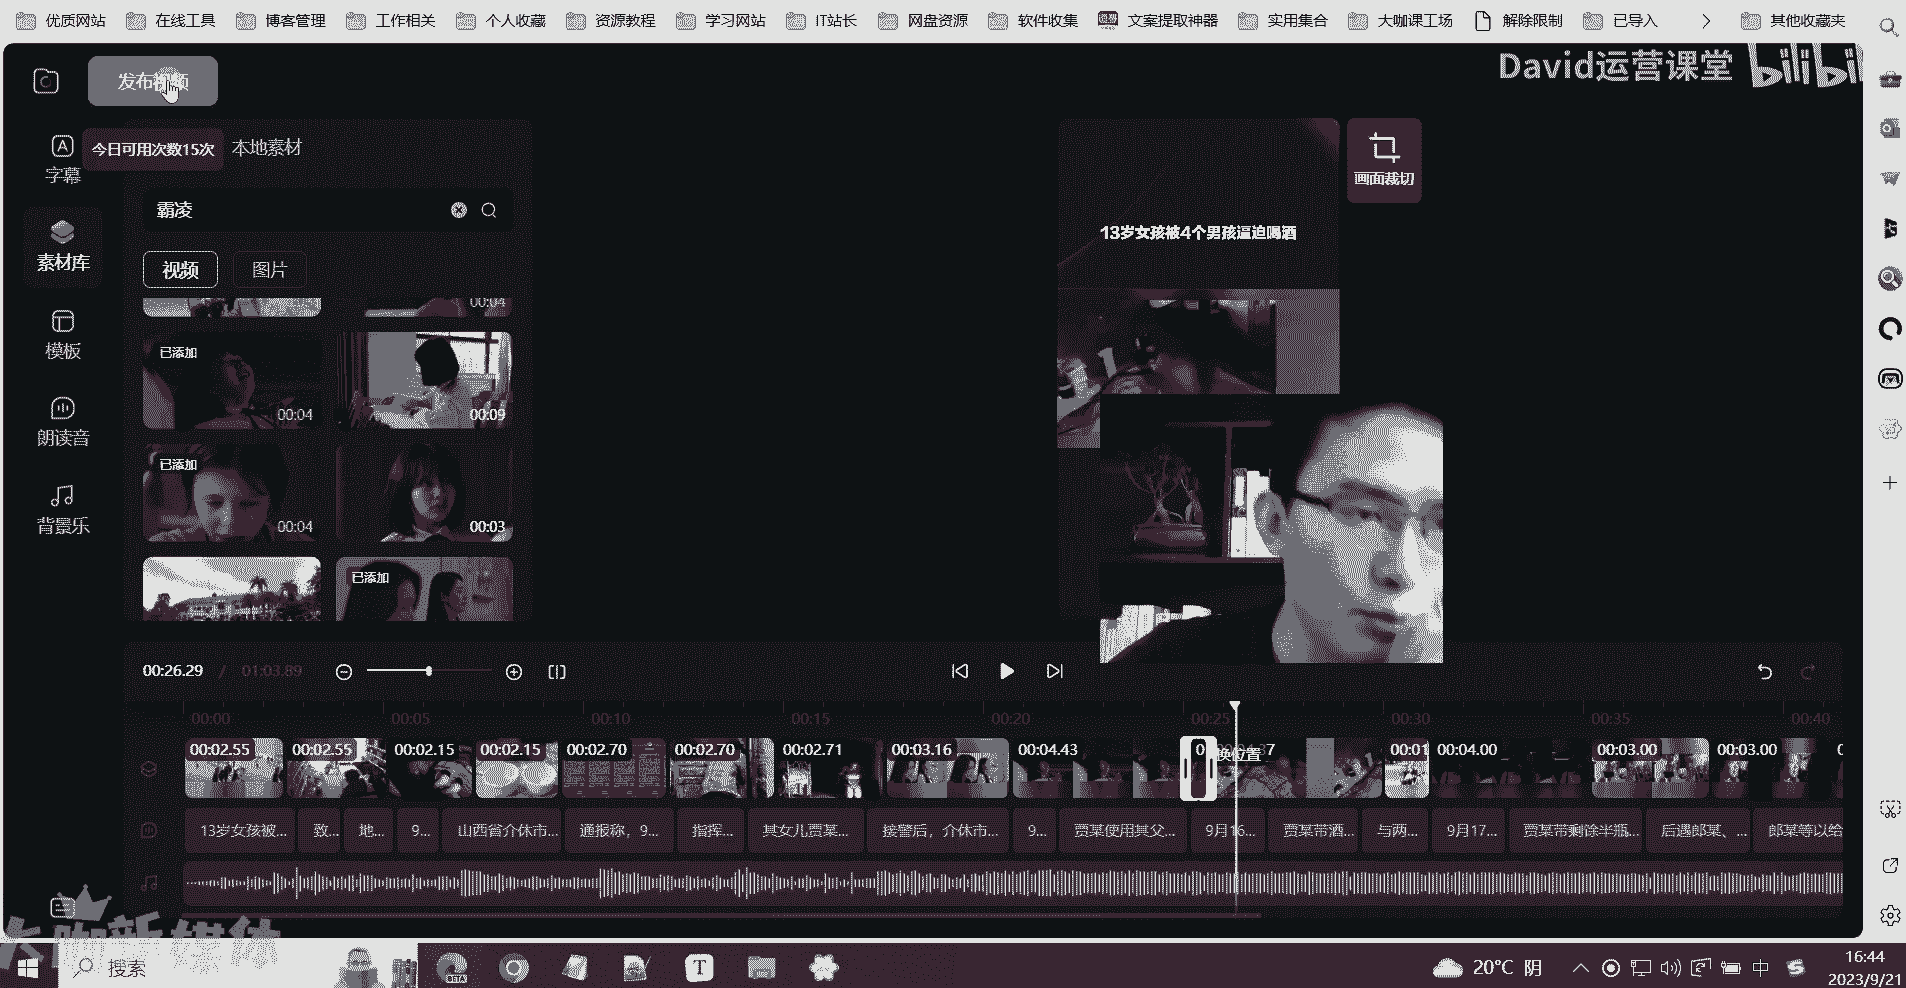 优质网站 在线工具 博客管理 工作相关 个人收藏 资源教程 学习网站 IT站长 网盘资源 软件收集 文案提取神器 实用集合 大咖课工场 解除限制 已导入 其他收藏夹
David运营课堂 bilibil
发布视频
今日可用次数15次 本地素材
字幕
霸凌
素材库
视频 图片
模板
朗读音
背景乐
00:04
已添加
00:04 00:09
已添加
00:04 00:03
已添加
画面裁切
13岁女孩被4个男孩逼迫喝酒
00:26.29 / 01:03.89
00:00 00:05 00:10 00:15 00:20 00:25 00:30 00:35 00:40
00:02.55 00:02.55 00:02.15 00:02.15 00:02.70 00:02.70 00:02.71 00:03.16 00:04.43 换位置 00:01 00:04.00 00:03.00 00:03.00
13岁女孩被... 致... 地... 9... 山西省介休市... 通报称，9... 指挥... 其女儿贾某... 接警后，介休市... 9... 贾某使用其父... 9月16... 贾某带酒... 与两... 9月17... 贾某带剩余半瓶... 后遇郎某、... 郎某等以给
大咖新媒体
搜索
BETA
T
20°C 阴
中
16:44
2023/9/21